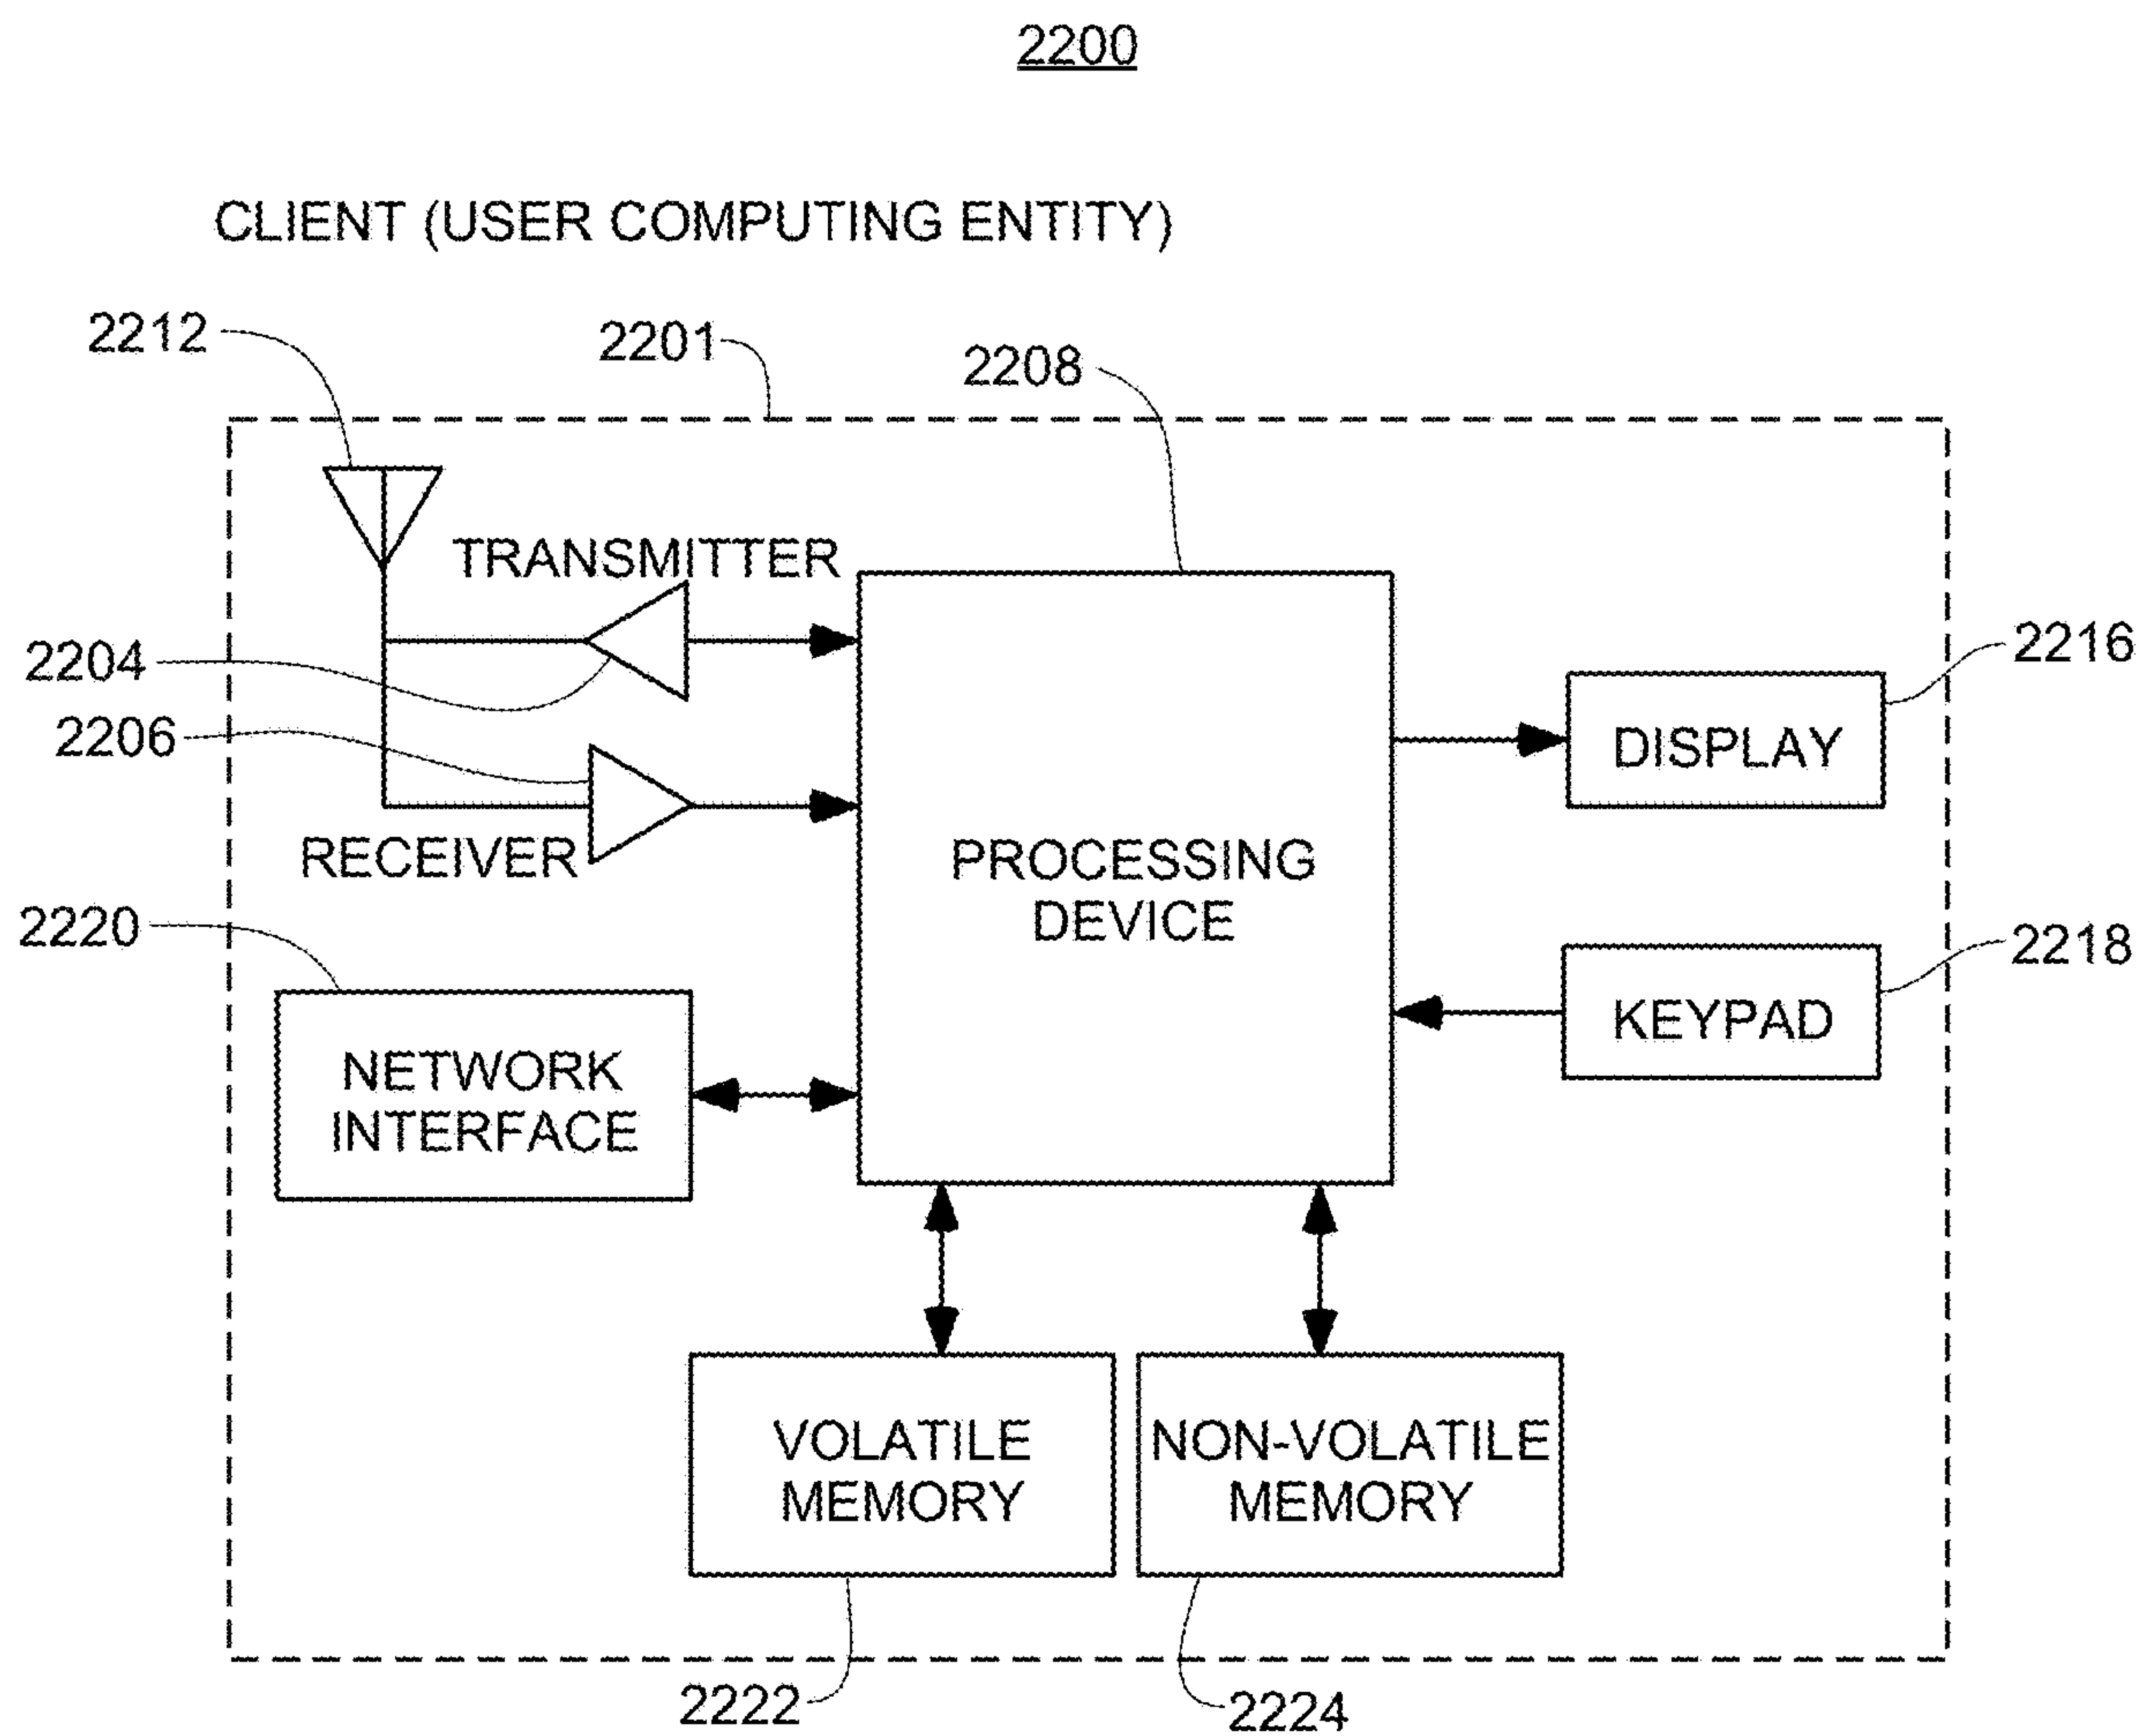 2200
CLIENT (USER COMPUTING ENTITY)
2212
2201
2208
TRANSMITTER
2204
2216
2206
DISPLAY
RECEIVER
PROCESSING
DEVICE
2220
2218
KEYPAD
NETWORK
INTERFACE
VOLATILE
MEMORY
NON-VOLATILE
MEMORY
2222
2224